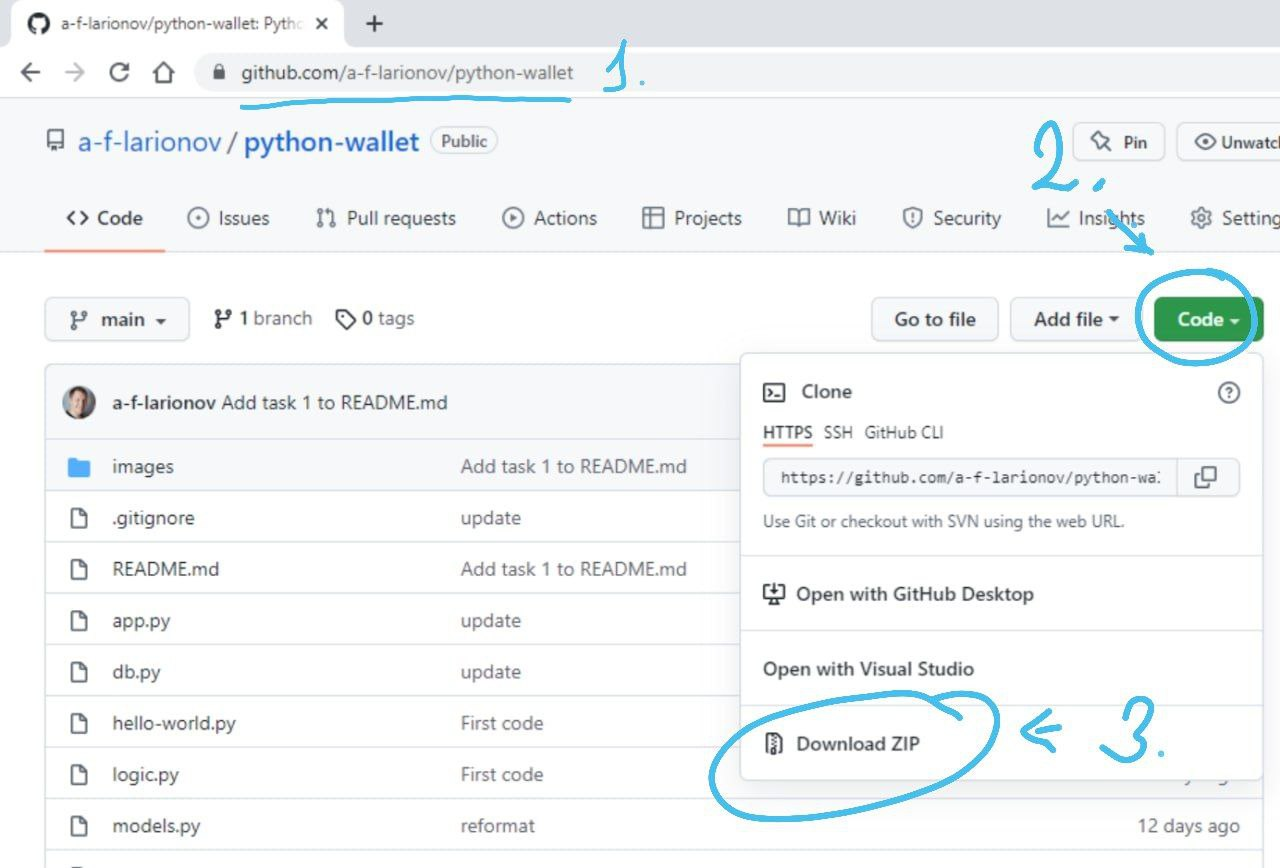 a-f-larionov/python-wallet: Pytho
github.com/a-f-larionov/python-wallet 1.
a-f-larionov / python-wallet Public
2. Pin Unwatch
Code Issues Pull requests Actions Projects Wiki Security Insights Setting
main 1 branch 0 tags Go to file Add file Code
a-f-larionov Add task 1 to README.md
Clone
HTTPS SSH GitHub CLI
images Add task 1 to README.md
https://github.com/a-f-larionov/python-wal
.gitignore update
Use Git or checkout with SVN using the web URL.
README.md Add task 1 to README.md
Open with GitHub Desktop
app.py update
db.py update
Open with Visual Studio
hello-world.py First code
Download ZIP 3.
logic.py First code
models.py reformat 12 days ago